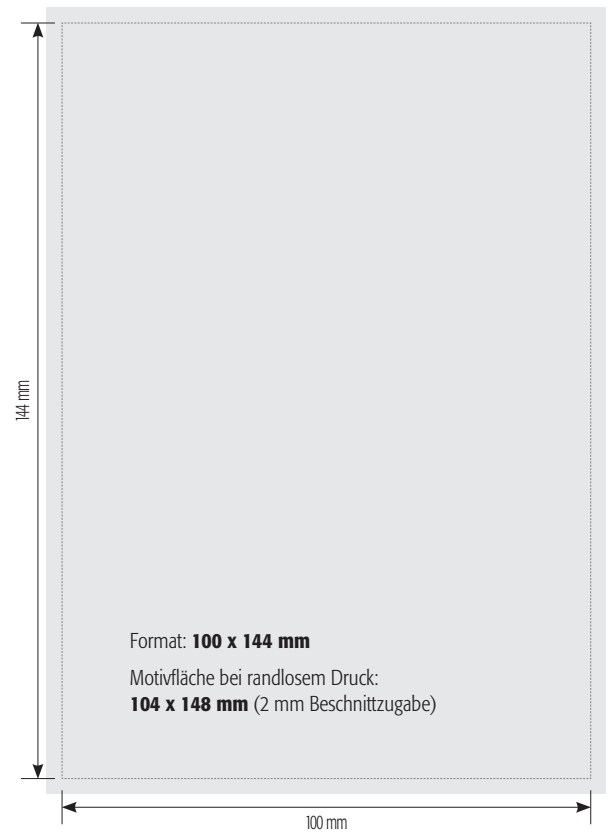 144 mm
Format: 100 x 144 mm
Motivfläche bei randlosem Druck:
104 x 148 mm (2 mm Beschnittzugabe)
100 mm